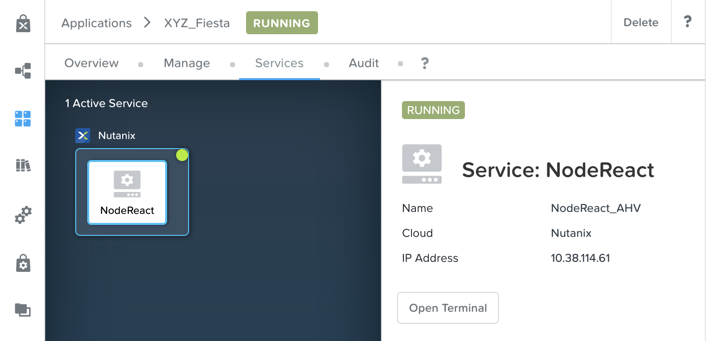 Applications > XYZ_Fiesta RUNNING Delete ?
Overview Manage Services Audit ?
1 Active Service
Nutanix
NodeReact
RUNNING
Service: NodeReact
Name NodeReact_AHV
Cloud Nutanix
IP Address 10.38.114.61
Open Terminal